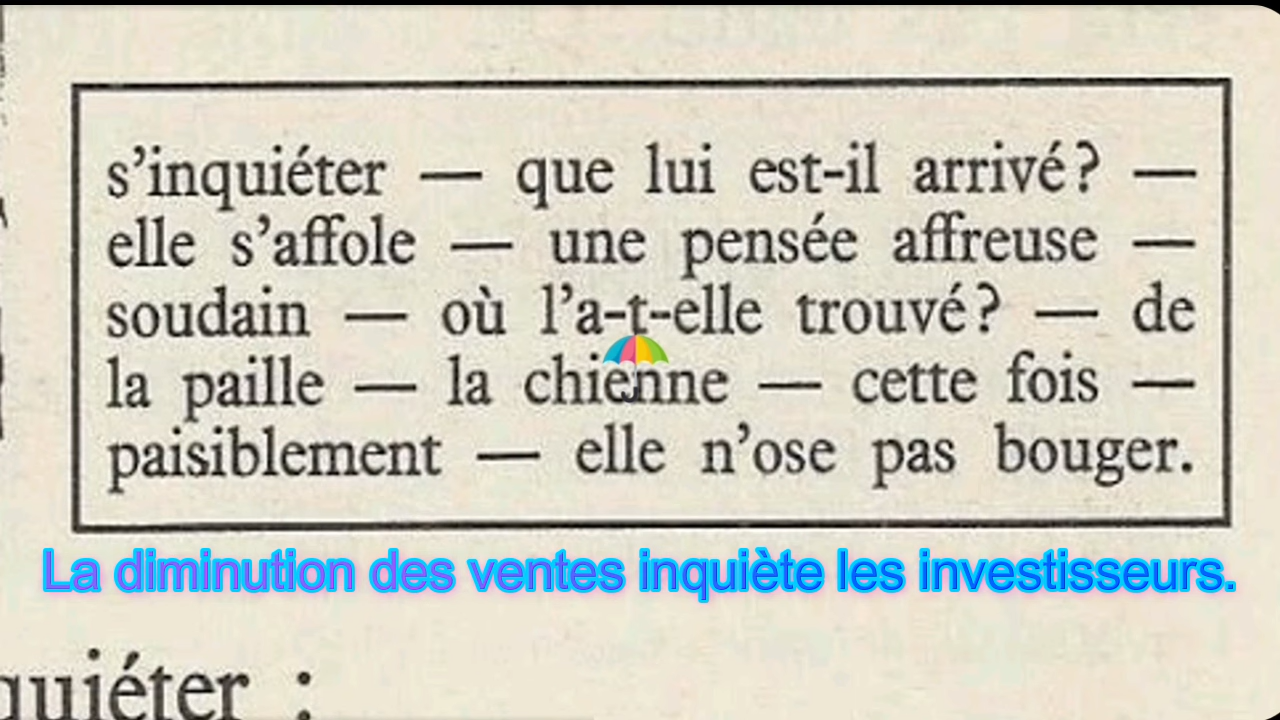 s'inquiéter — que lui est-il arrivé? —
elle s'affole — une pensée affreuse —
soudain — où l'a-t-elle trouvé? — de
la paille — la chienne — cette fois —
paisiblement — elle n'ose pas bouger.
La diminution des ventes inquiète les investisseurs.
quiéter :